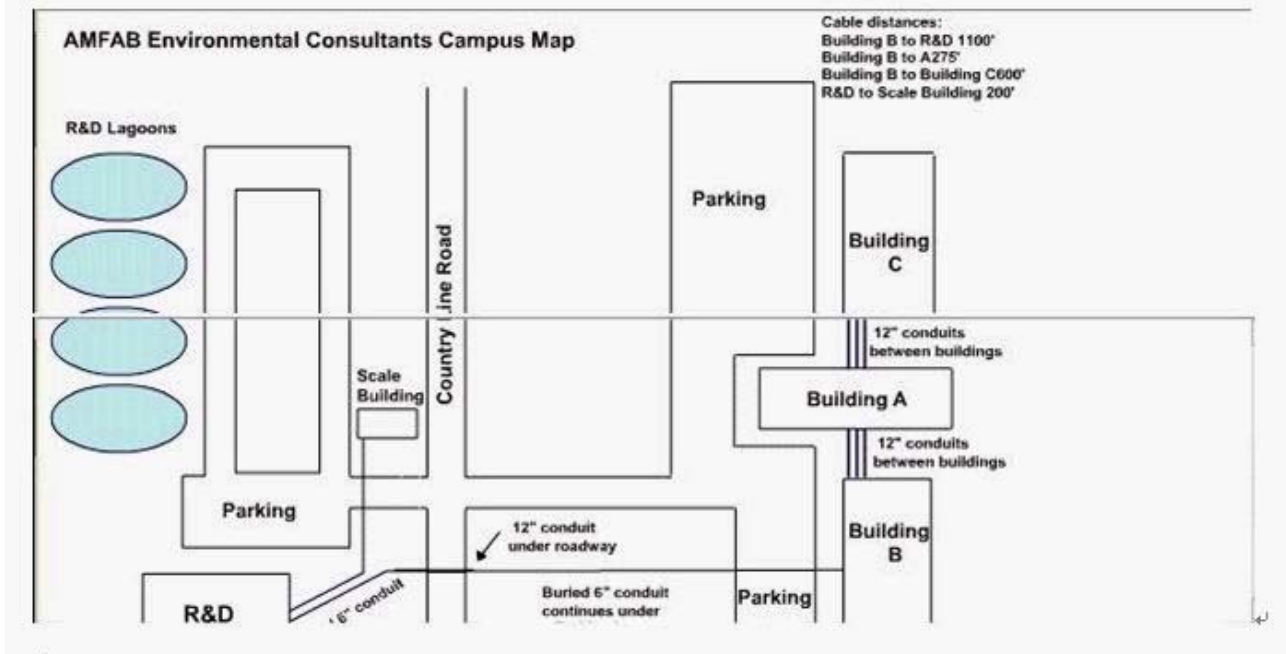 AMFAB Environmental Consultants Campus Map
Cable distances:
Building B to R&D 1100'
Building B to A275'
Building B to Building C600'
R&D to Scale Building 200'
R&D Lagoons
Parking
Building
C
Country Line Road
12" conduits
between buildings
Scale
Building
Building A
12" conduits
between buildings
Parking
12" conduit
under roadway
Building
B
R&D
6" conduit
Buried 6" conduit
continues under
Parking